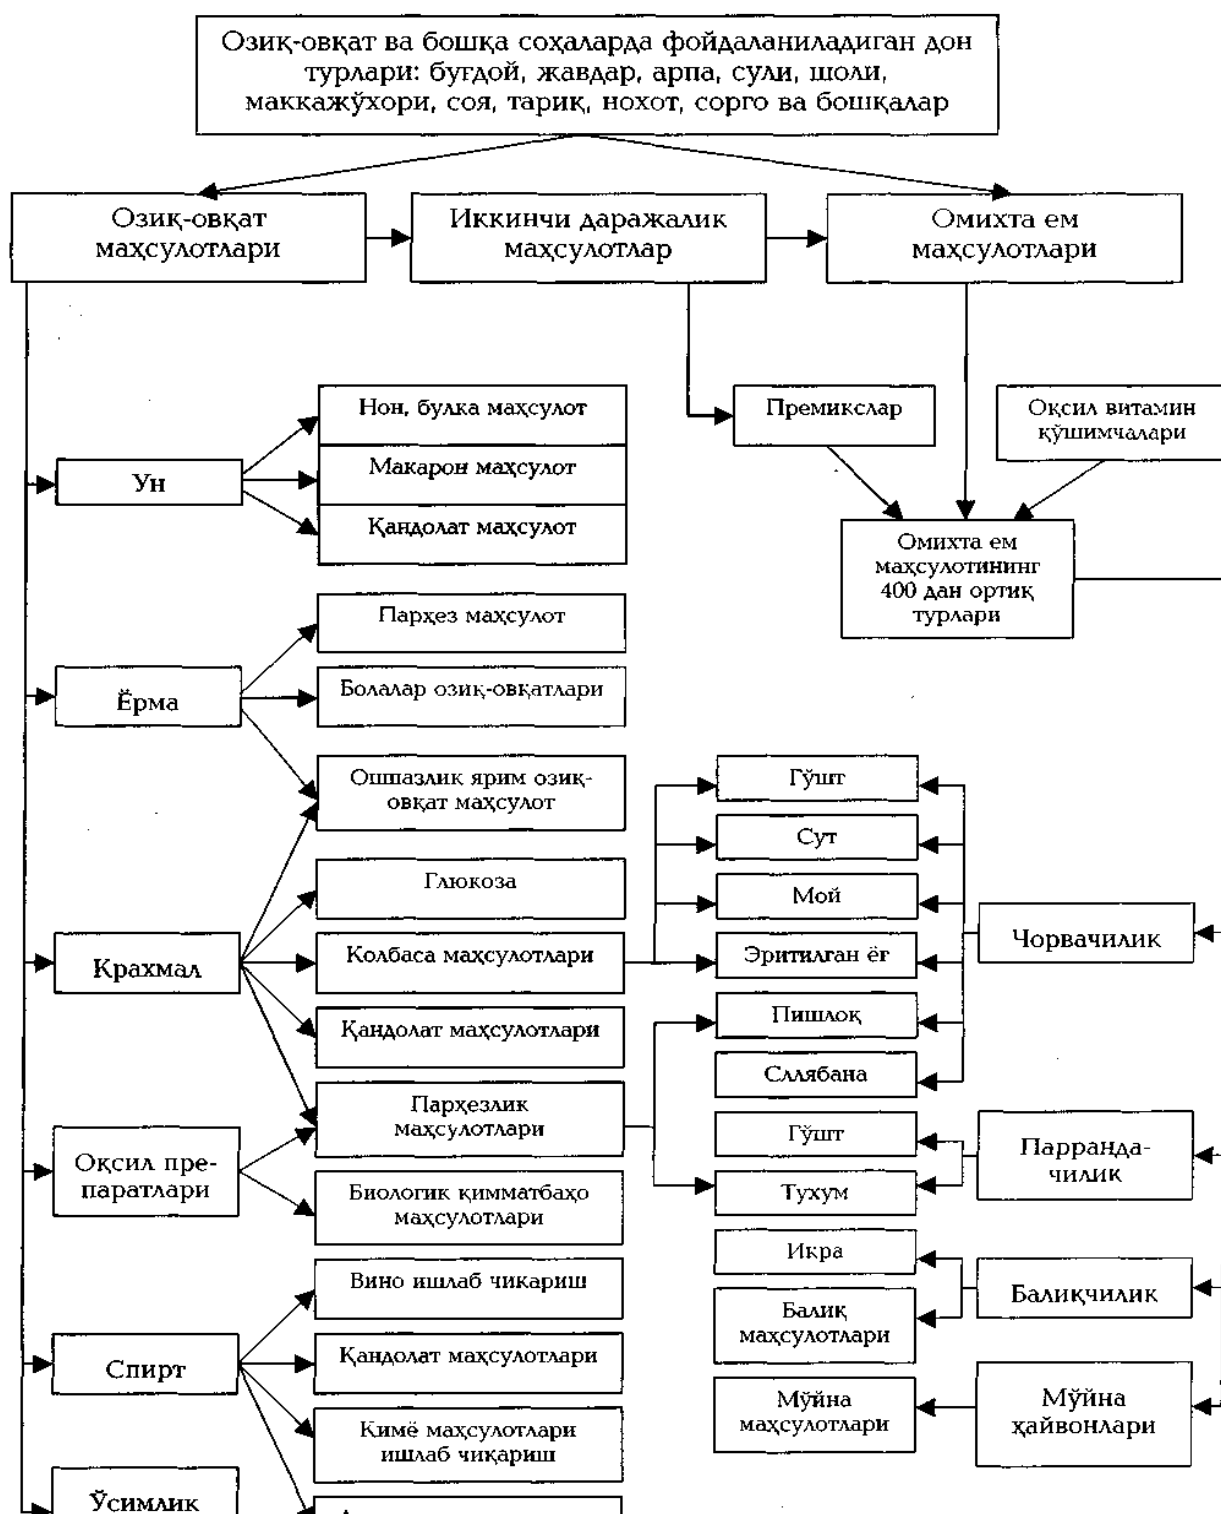 Озиқ-овқат ва бошқа соҳаларда фойдаланиладиган дон
турлари: буғдой, жавдар, арпа, сули, шоли,
маккажўхори, соя, тариқ, нохот, сорго ва бошқалар
Озиқ-овқат
маҳсулотлари
Иккинчи даражалик
маҳсулотлар
Омихта ем
маҳсулотлари
Нон, булка маҳсулот
Макарон маҳсулот
Қандолат маҳсулот
Ун
Премикслар
Оқсил витамин
қўшимчалари
Омихта ем
маҳсулотининг
400 дан ортиқ
турлари
Парҳез маҳсулот
Болалар озиқ-овқатлари
Ошпазлик ярим озиқ-
овқат маҳсулот
Ёрма
Глюкоза
Колбаса маҳсулотлари
Қандолат маҳсулотлари
Парҳезлик
маҳсулотлари
Крахмал
Гўшт
Сут
Мой
Эритилган ёғ
Пишлоқ
Сллябана
Чорвачилик
Оқсил пре-
паратлари
Биологик қимматбаҳо
маҳсулотлари
Гўшт
Тухум
Парранда-
чилик
Вино ишлаб чикариш
Қандолат маҳсулотлари
Кимё маҳсулотлари
ишлаб чиқариш
Спирт
Икра
Балиқ
маҳсулотлари
Балиқчилик
Мўйна
маҳсулотлари
Мўйна
ҳайвонлари
Ўсимлик